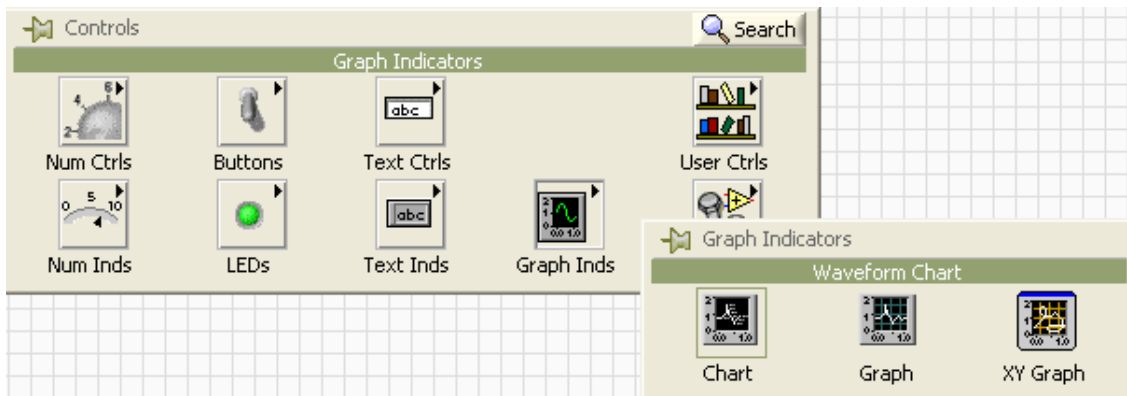 Controls
Search
Graph Indicators
Num Ctrls
Buttons
Text Ctrls
User Ctrls
Num Inds
LEDs
Text Inds
Graph Inds
Graph Indicators
Waveform Chart
Chart
Graph
XY Graph